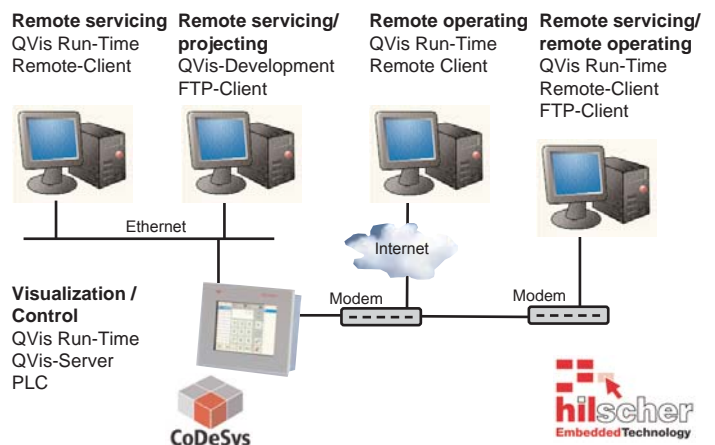 Remote servicing
QVis Run-Time
Remote-Client
Remote servicing/
projecting
QVis-Development
FTP-Client
Remote operating
QVis Run-Time
Remote Client
Remote servicing/
remote operating
QVis Run-Time
Remote-Client
FTP-Client
Ethernet
Internet
Visualization /
Control
QVis Run-Time
QVis-Server
PLC
Modem
Modem
CoDeSys
hilscher
EmbeddedTechnology